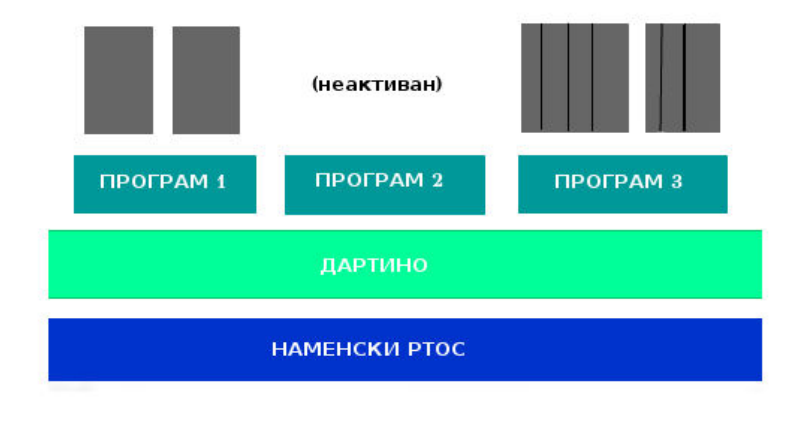 (неактиван)
ПРОГРАМ 1
ПРОГРАМ 2
ПРОГРАМ 3
ДАРТИНО
НАМЕНСКИ РТОС